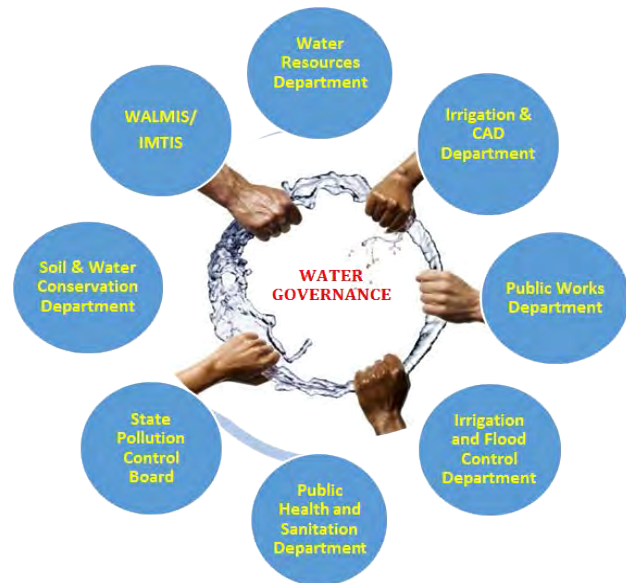 Water
Resources
Department
Irrigation &
CAD
Department
Public Works
Department
Irrigation
and Flood
Control
Department
Public
Health and
Sanitation
Department
State
Pollution
Control
Board
Soil & Water
Conservation
Department
WALMIS/
IMTIS
WATER
GOVERNANCE